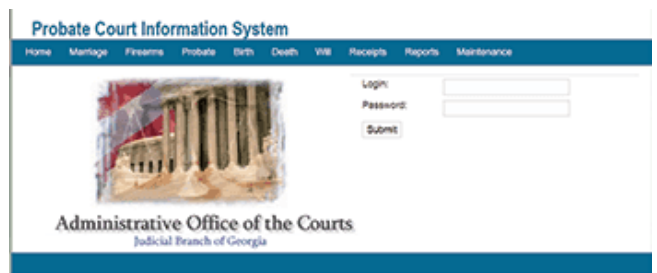 Probate Court Information System
Home Marriage Firearms Probate Birth Death Will Receipts Reports Maintenance
Login:
Password:
Submit
Administrative Office of the Courts
Judicial Branch of Georgia